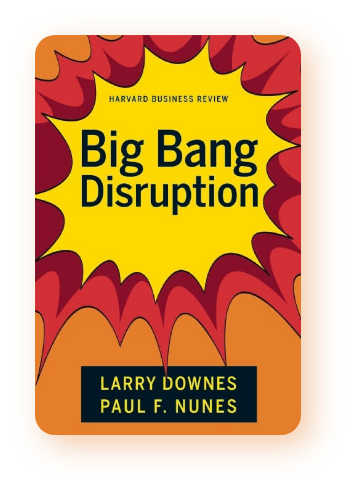 HARVARD BUSINESS REVIEW
Big Bang
Disruption
LARRY DOWNES
PAUL F. NUNES